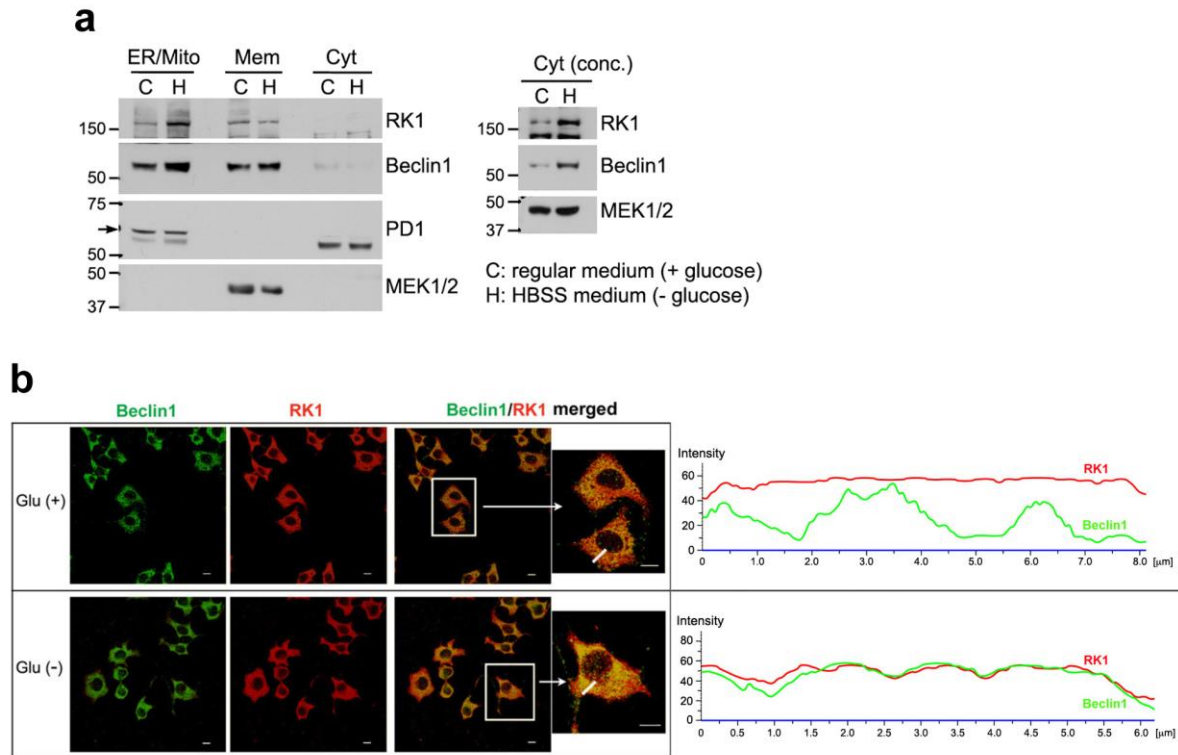 a
ER/Mito Mem Cyt
C H C H C H
150 RK1
50 Beclin1
75
50 PD1
50
37 MEK1/2
Cyt (conc.)
C H
150 RK1
50 Beclin1
50
37 MEK1/2
C: regular medium (+ glucose)
H: HBSS medium (- glucose)
b
Beclin1 RK1 Beclin1/RK1 merged
Glu (+)
Intensity
60
40
20
0
RK1
Beclin1
0 1.0 2.0 3.0 4.0 5.0 6.0 7.0 8.0 [μm]
Glu (-)
Intensity
80
60
40
20
0
RK1
Beclin1
0 0.5 1.0 1.5 2.0 2.5 3.0 3.5 4.0 4.5 5.0 5.5 6.0 [μm]